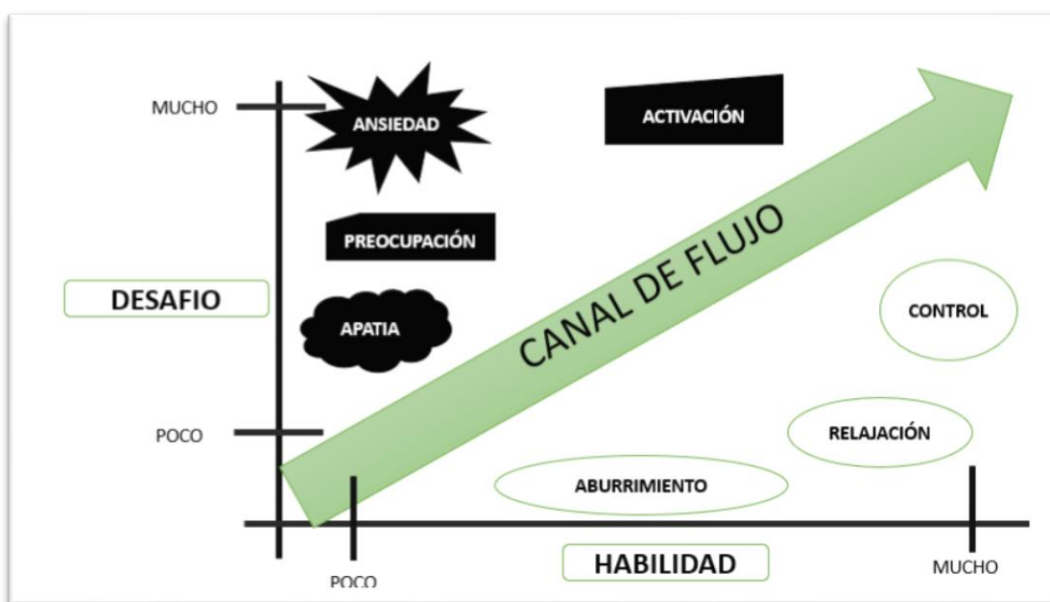 MUCHO
ANSIEDAD
ACTIVACIÓN
PREOCUPACIÓN
DESAFIO
APATIA
CANAL DE FLUJO
CONTROL
POCO
RELAJACIÓN
ABURRIMIENTO
POCO
HABILIDAD
MUCHO